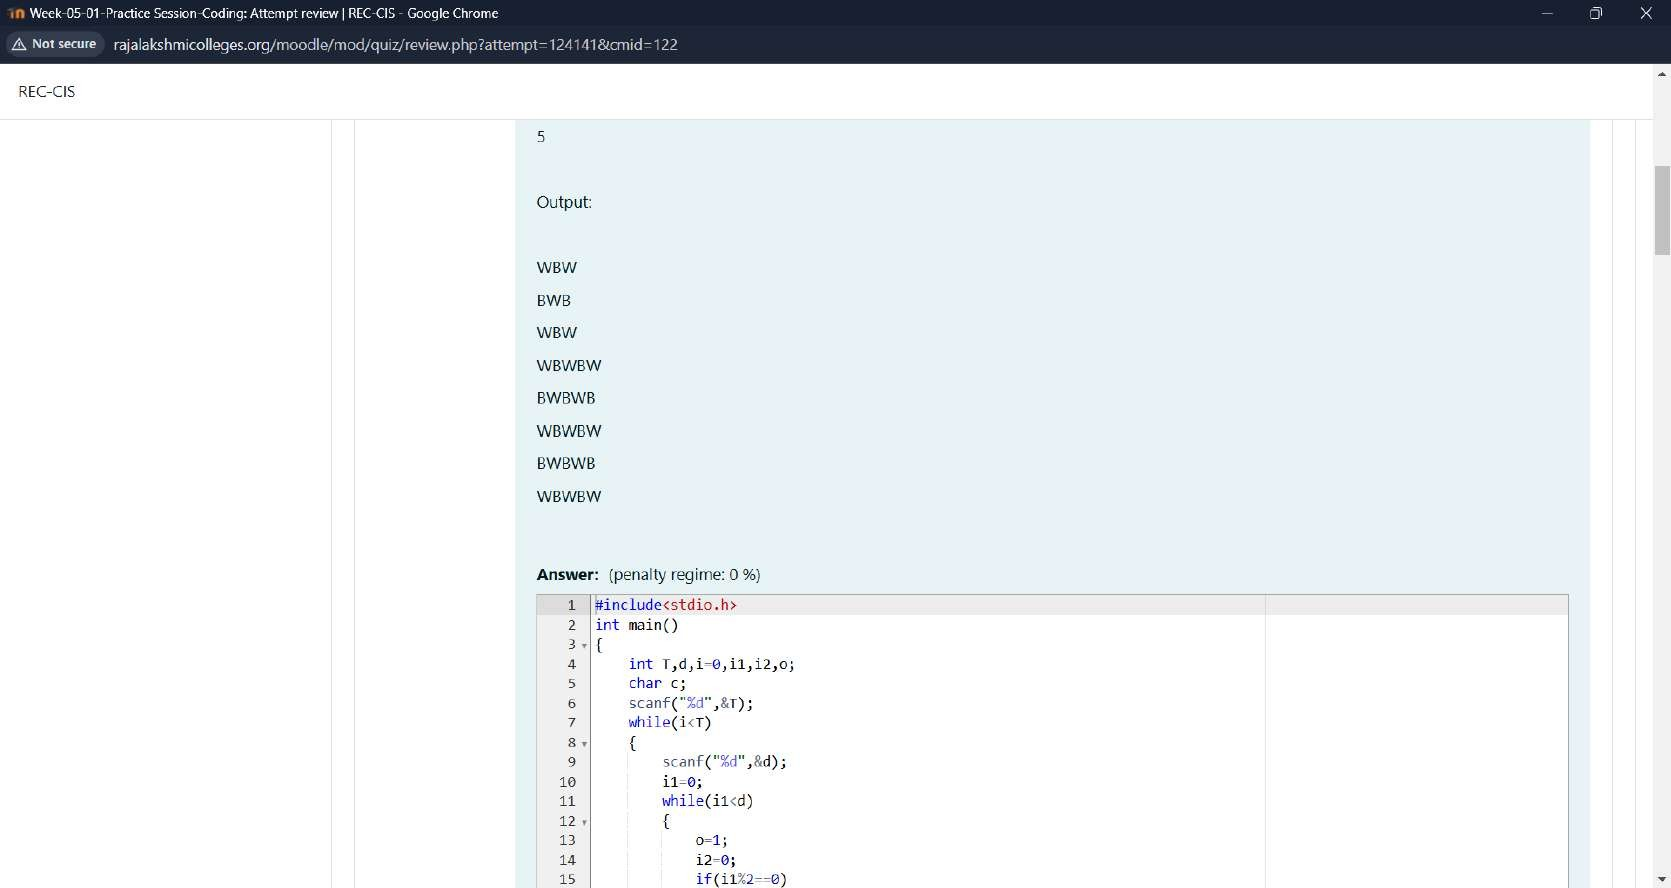 Week-05-01-Practice Session-Coding: Attempt review | REC-CIS - Google Chrome
Not secure rajalakshmicolleges.org/moodle/mod/quiz/review.php?attempt=124141&cmid=122
REC-CIS
5
Output:
WBW
BWB
WBW
WBWBW
BWBWB
WBWBW
BWBWB
WBWBW
Answer: (penalty regime: 0 %)
1 #include<stdio.h>
2 int main()
3 {
4 int T,d,i=0,i1,i2,o;
5 char c;
6 scanf("%d",&T);
7 while(i<T)
8 {
9 scanf("%d",&d);
10 i1=0;
11 while(i1<d)
12 {
13 o=1;
14 i2=0;
15 if(i1%2==0)